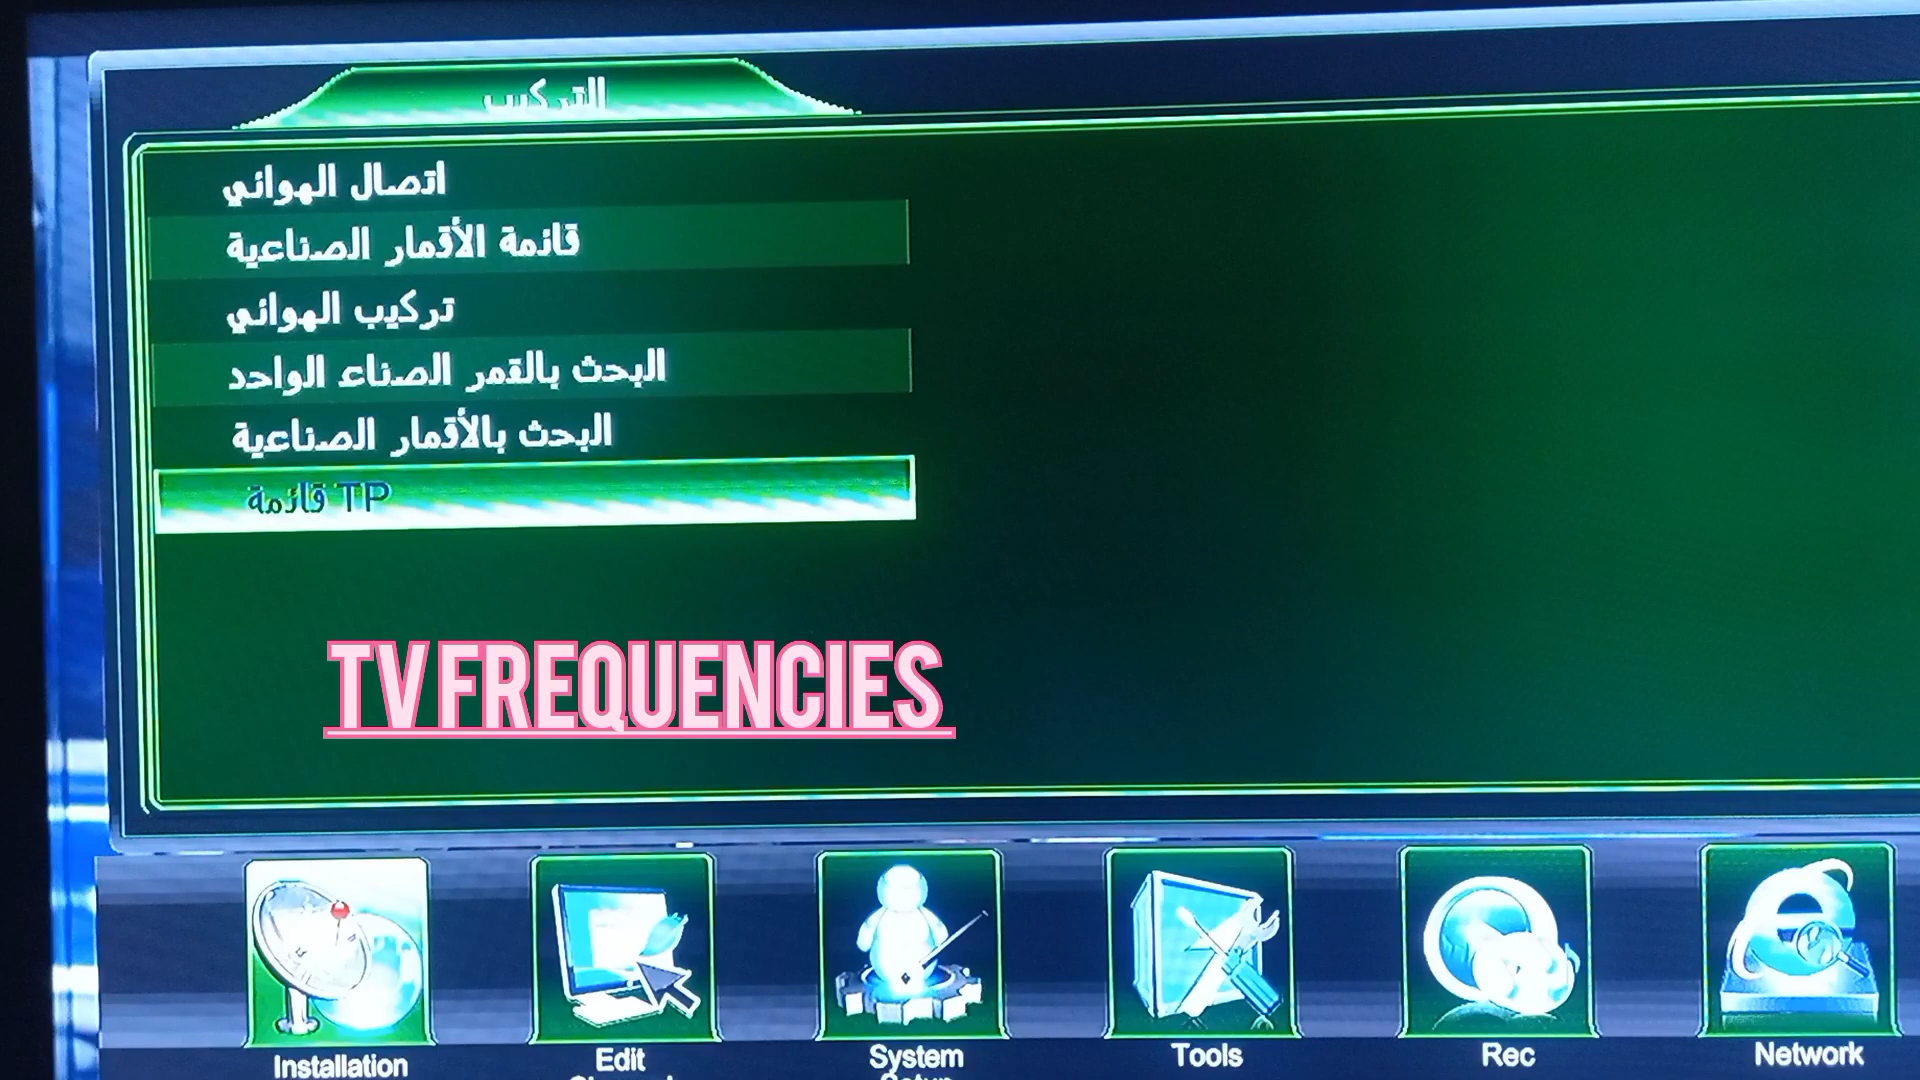 التركيب
اتصال الهوائي
قائمة الأقمار الصناعية
تركيب الهوائي
البحث بالقمر الصناع الواحد
البحث بالأقمار الصناعية
قائمة TP
TV FREQUENCIES
Installation
Edit
System
Tools
Rec
Network